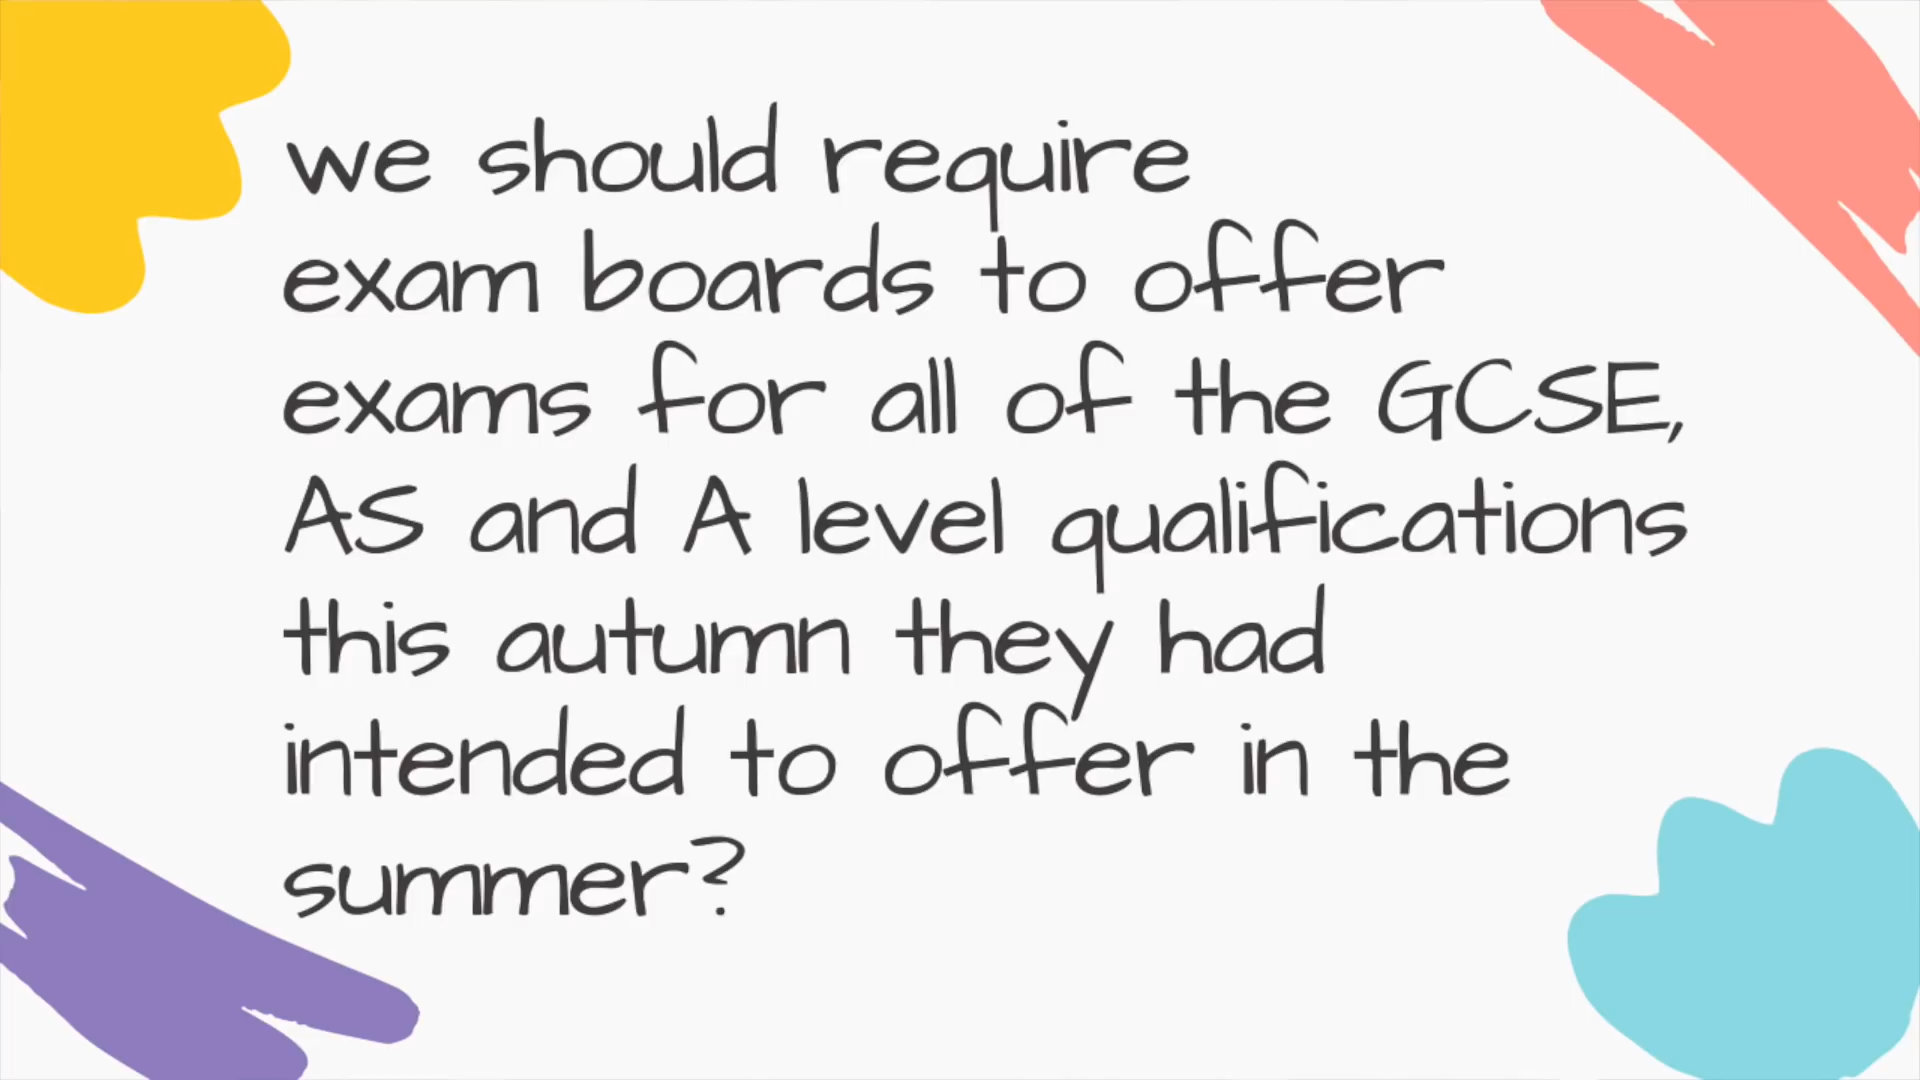 we should require
exam boards to offer
exams for all of the GCSE,
AS and A level qualifications
this autumn they had
intended to offer in the
summer?